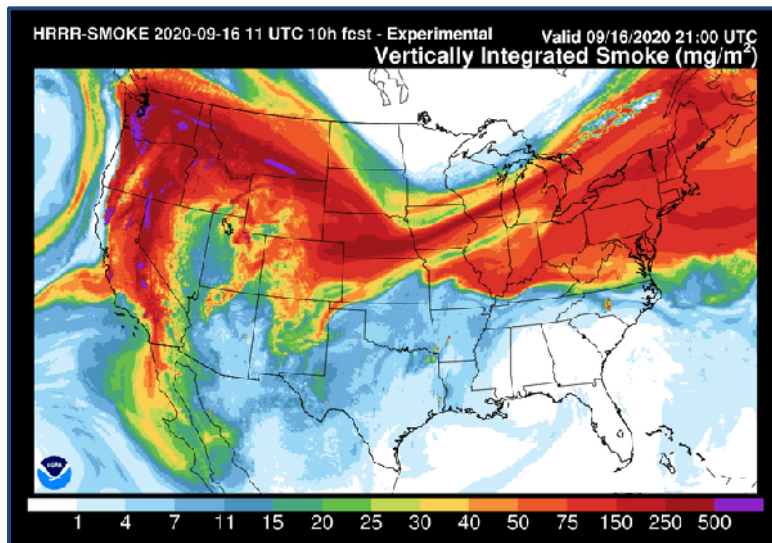 HRRR-SMOKE 2020-09-16 11 UTC 10h fcst - Experimental Valid 09/16/2020 21:00 UTC
Vertically Integrated Smoke (mg/m²)
1 4 7 11 15 20 25 30 40 50 75 150 250 500